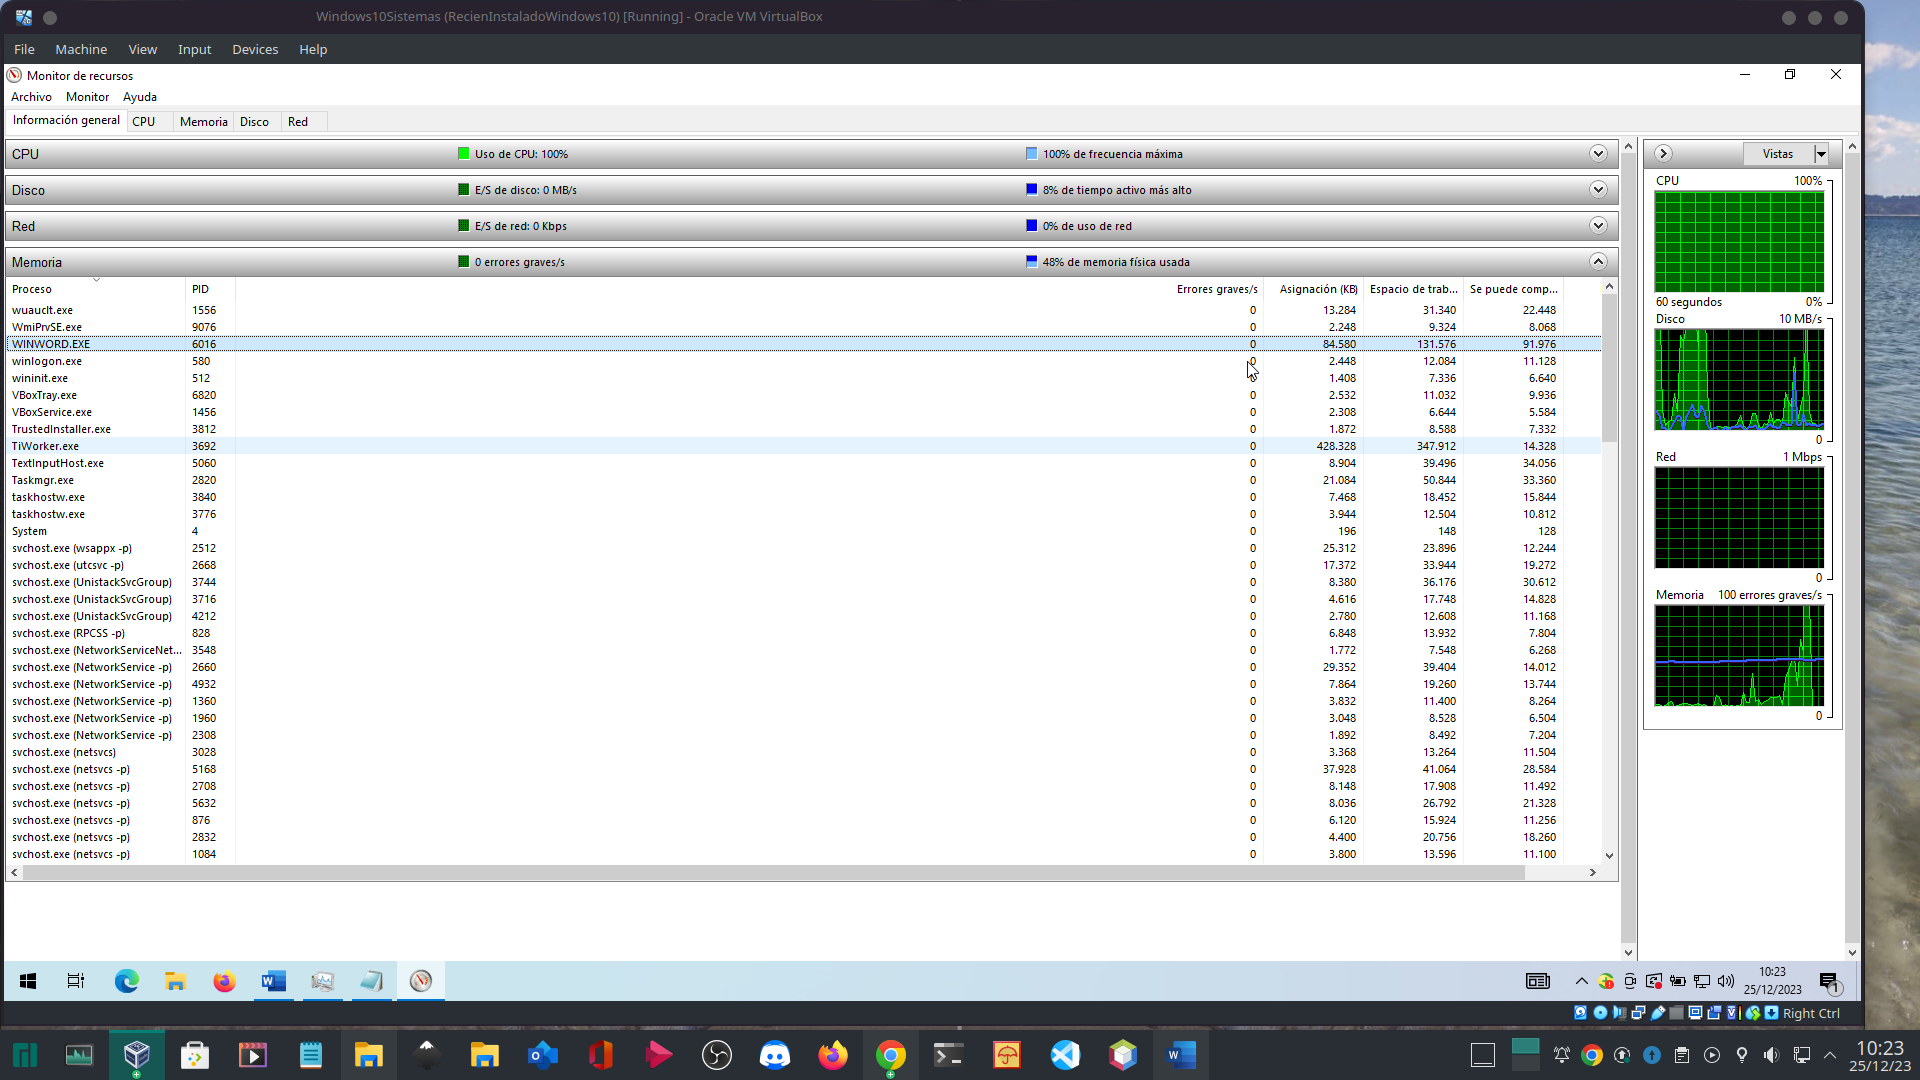 Windows10Sistemas (RecienInstaladoWindows10) [Running] - Oracle VM VirtualBox
File Machine View Input Devices Help
Monitor de recursos
Archivo Monitor Ayuda
Información general CPU Memoria Disco Red
CPU Uso de CPU: 100% 100% de frecuencia máxima
Disco E/S de disco: 0 MB/s 8% de tiempo activo más alto
Red E/S de red: 0 Kbps 0% de uso de red
Memoria 0 errores graves/s 48% de memoria física usada
Proceso PID Errores graves/s Asignación (KB) Espacio de trab... Se puede comp...
wuauclt.exe 1556 0 13.284 31.340 22.448
WmiPrvSE.exe 9076 0 2.248 9.324 8.068
WINWORD.EXE 6016 0 84.580 131.576 91.976
winlogon.exe 580 0 2.448 12.084 11.128
wininit.exe 512 0 1.408 7.336 6.640
VBoxTray.exe 6820 0 2.532 11.032 9.936
VBoxService.exe 1456 0 2.308 6.644 5.584
TrustedInstaller.exe 3812 0 1.872 8.588 7.332
TiWorker.exe 3692 0 428.328 347.912 14.328
TextInputHost.exe 5060 0 8.904 39.496 34.056
Taskmgr.exe 2820 0 21.084 50.844 33.360
taskhostw.exe 3840 0 7.468 18.452 15.844
taskhostw.exe 3776 0 3.944 12.504 10.812
System 4 0 196 148 128
svchost.exe (wsappx -p) 2512 0 25.312 23.896 12.244
svchost.exe (utcsvc -p) 2668 0 17.372 33.944 19.272
svchost.exe (UnistackSvcGroup) 3744 0 8.380 36.176 30.612
svchost.exe (UnistackSvcGroup) 3716 0 4.616 17.748 14.828
svchost.exe (UnistackSvcGroup) 4212 0 2.780 12.608 11.168
svchost.exe (RPCSS -p) 828 0 6.848 13.932 7.804
svchost.exe (NetworkServiceNet... 3548 0 1.772 7.548 6.268
svchost.exe (NetworkService -p) 2660 0 29.352 39.404 14.012
svchost.exe (NetworkService -p) 4932 0 7.864 19.260 13.744
svchost.exe (NetworkService -p) 1360 0 3.832 11.400 8.264
svchost.exe (NetworkService -p) 1960 0 3.048 8.528 6.504
svchost.exe (NetworkService -p) 2308 0 1.892 8.492 7.204
svchost.exe (netsvcs) 3028 0 3.368 13.264 11.504
svchost.exe (netsvcs -p) 5168 0 37.928 41.064 28.584
svchost.exe (netsvcs -p) 2708 0 8.148 17.908 11.492
svchost.exe (netsvcs -p) 5632 0 8.036 26.792 21.328
svchost.exe (netsvcs -p) 876 0 6.120 15.924 11.256
svchost.exe (netsvcs -p) 2832 0 4.400 20.756 18.260
svchost.exe (netsvcs -p) 1084 0 3.800 13.596 11.100
Vistas
CPU 100%
60 segundos 0%
Disco 10 MB/s
0
Red 1 Mbps
0
Memoria 100 errores graves/s
0
10:23
25/12/2023
1
Right Ctrl
10:23
25/12/23